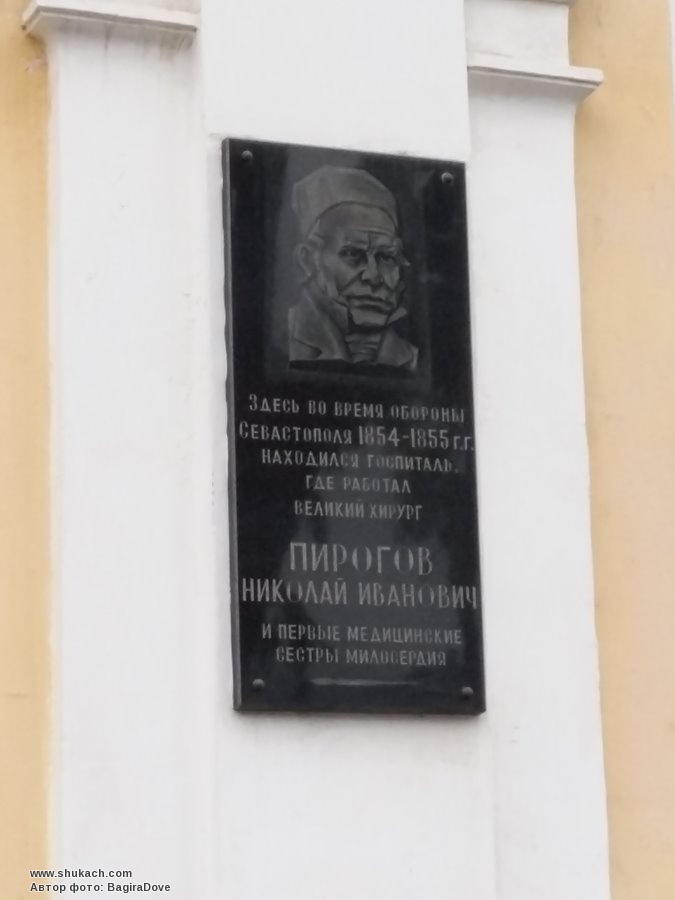 Здесь во время обороны
Севастополя 1854-1855 г.г.
находился госпиталь,
где работал
великий хирург
ПИРОГОВ
НИКОЛАЙ ИВАНОВИЧ
и первые медицинские
сестры милосердия
www.shukach.com
Автор фото: BagiraDove